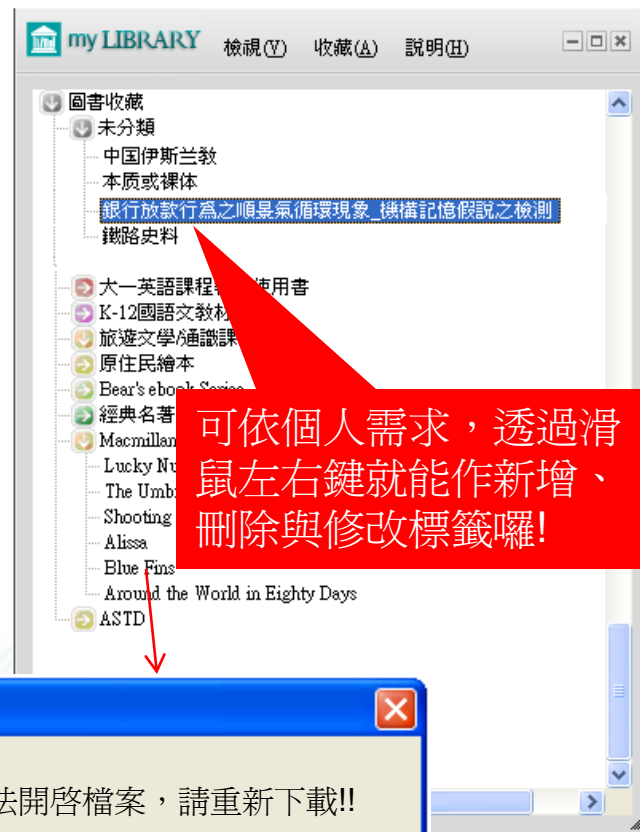 my LIBRARY 檢視(V) 收藏(A) 説明(H)
圖書收藏
未分類
中国伊斯兰教
本质或裸体
銀行放款行為之順景氣循環現象_機構記憶假說之檢測
鐵路史料
大一英語課程 使用書
K-12國語文教材
旅遊文學/通識課
原住民繪本
Bear's ebook Series
經典名著
Macmillan
Lucky Nu
The Umb
Shooting
Alissa
Blue Fins
Around the World in Eighty Days
ASTD
可依個人需求，透過滑
鼠左右鍵就能作新增、
刪除與修改標籤囉!
法開啓檔案，請重新下載!!